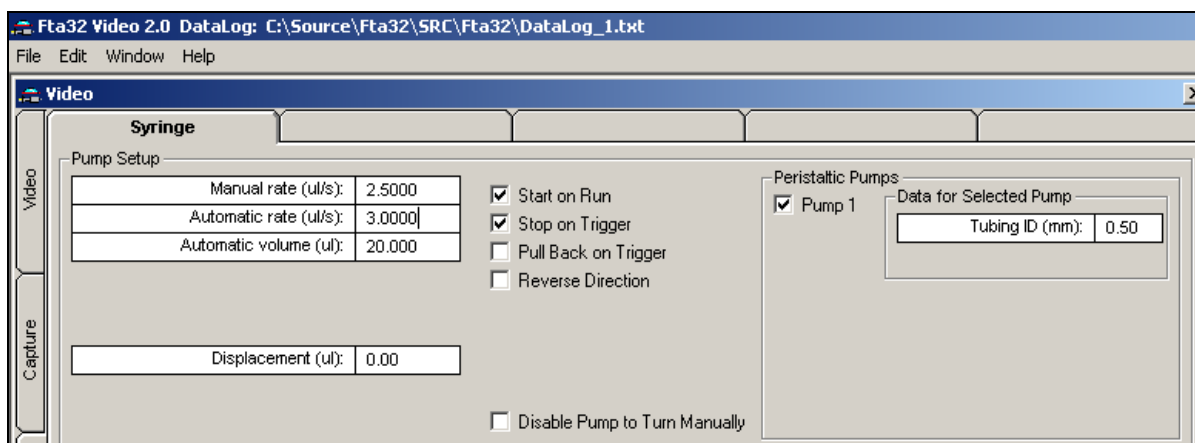 Fta32 Video 2.0 DataLog: C:\Source\Fta32\SRC\Fta32\DataLog_1.txt
File Edit Window Help
Video
Syringe
Video
Capture
Pump Setup
Manual rate (ul/s): 2.5000
Automatic rate (ul/s): 3.0000
Automatic volume (ul): 20.000
Displacement (ul): 0.00
Start on Run
Stop on Trigger
Pull Back on Trigger
Reverse Direction
Disable Pump to Turn Manually
Peristaltic Pumps
Pump 1
Data for Selected Pump
Tubing ID (mm): 0.50